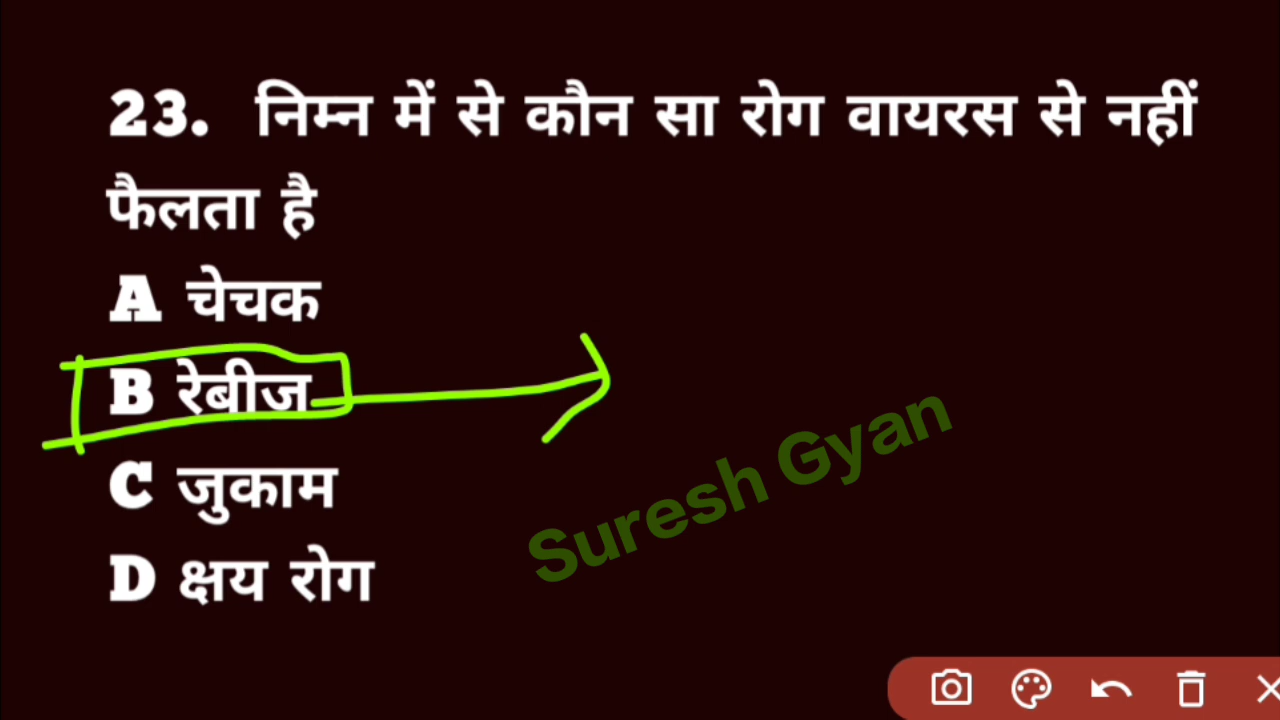 23. निम्न में से कौन सा रोग वायरस से नहीं
फैलता है
A चेचक
B रेबीज
C जुकाम
D क्षय रोग
Suresh Gyan